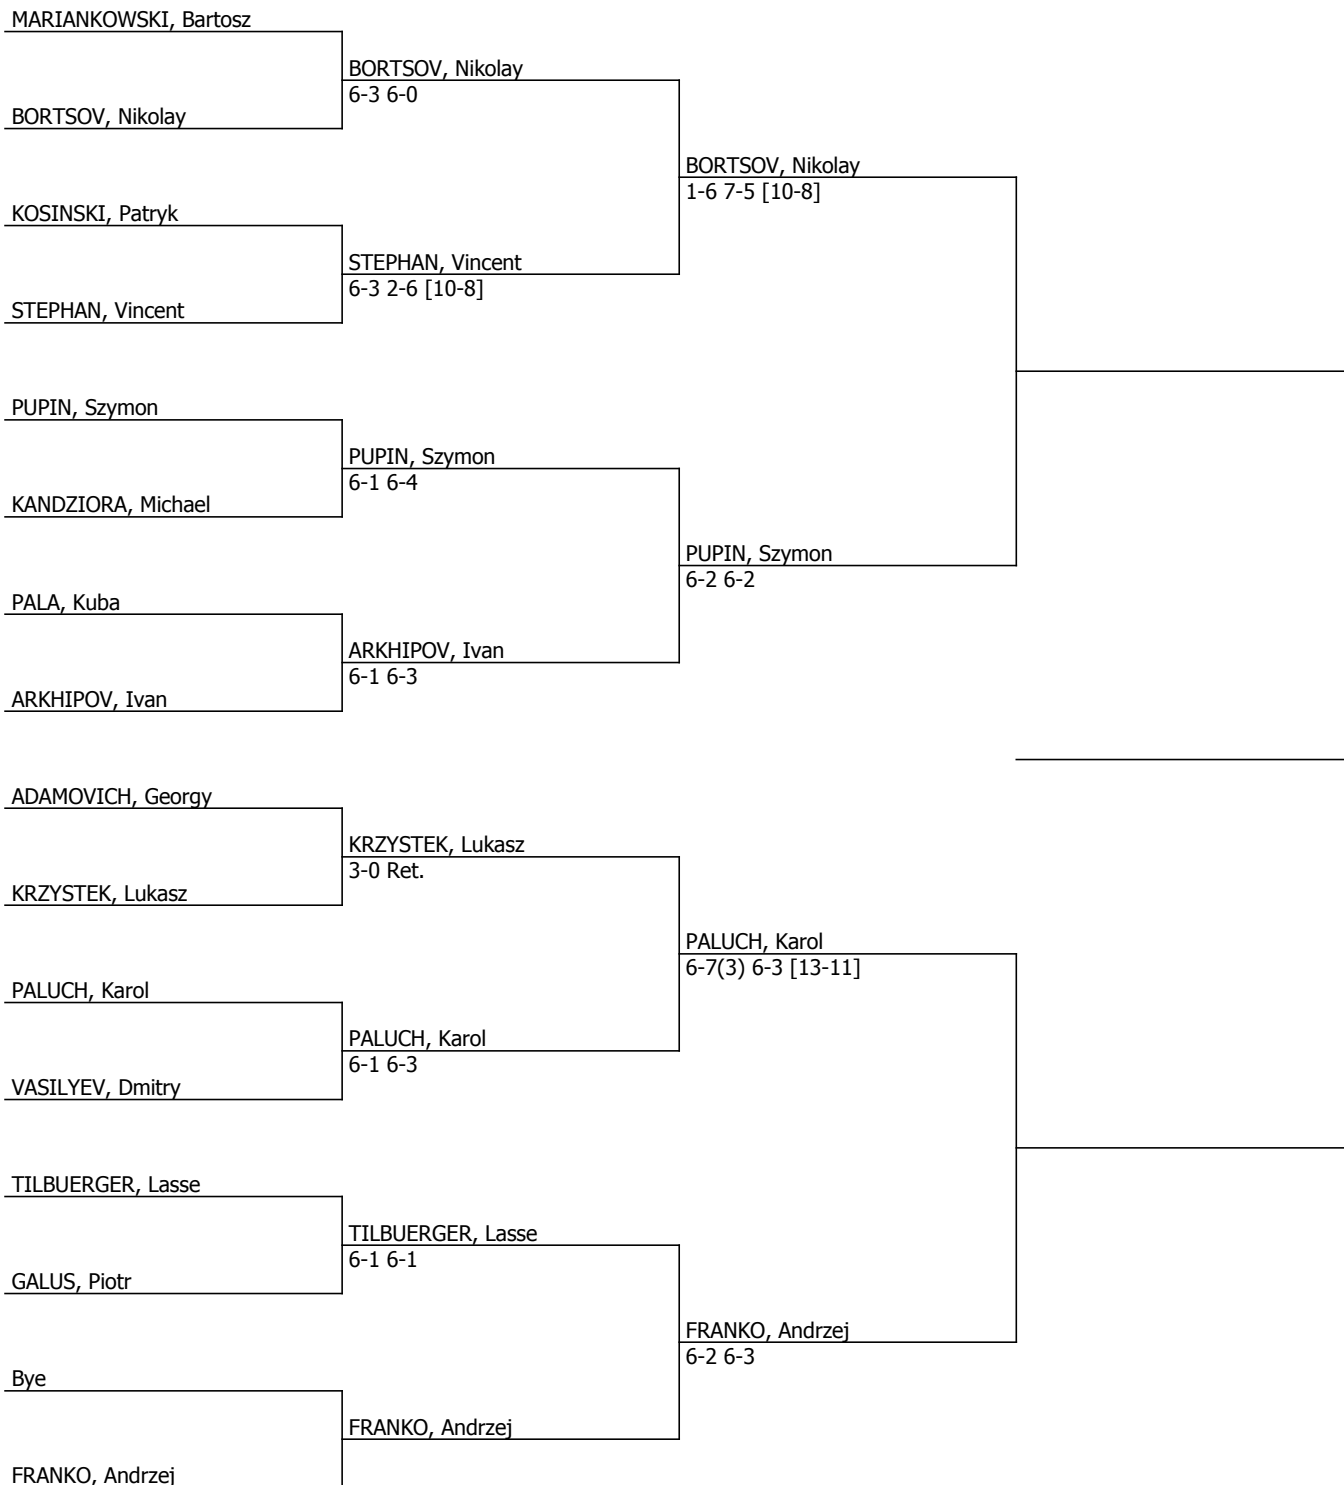 MARIANKOWSKI, Bartosz
BORTSOV, Nikolay
6-3 6-0
BORTSOV, Nikolay
BORTSOV, Nikolay
1-6 7-5 [10-8]
KOSINSKI, Patryk
STEPHAN, Vincent
6-3 2-6 [10-8]
STEPHAN, Vincent
PUPIN, Szymon
PUPIN, Szymon
6-1 6-4
KANDZIORA, Michael
PUPIN, Szymon
6-2 6-2
PALA, Kuba
ARKHIPOV, Ivan
6-1 6-3
ARKHIPOV, Ivan
ADAMOVICH, Georgy
KRZYSTEK, Lukasz
3-0 Ret.
KRZYSTEK, Lukasz
PALUCH, Karol
6-7(3) 6-3 [13-11]
PALUCH, Karol
PALUCH, Karol
6-1 6-3
VASILYEV, Dmitry
TILBUERGER, Lasse
TILBUERGER, Lasse
6-1 6-1
GALUS, Piotr
FRANKO, Andrzej
6-2 6-3
Bye
FRANKO, Andrzej
FRANKO, Andrzej